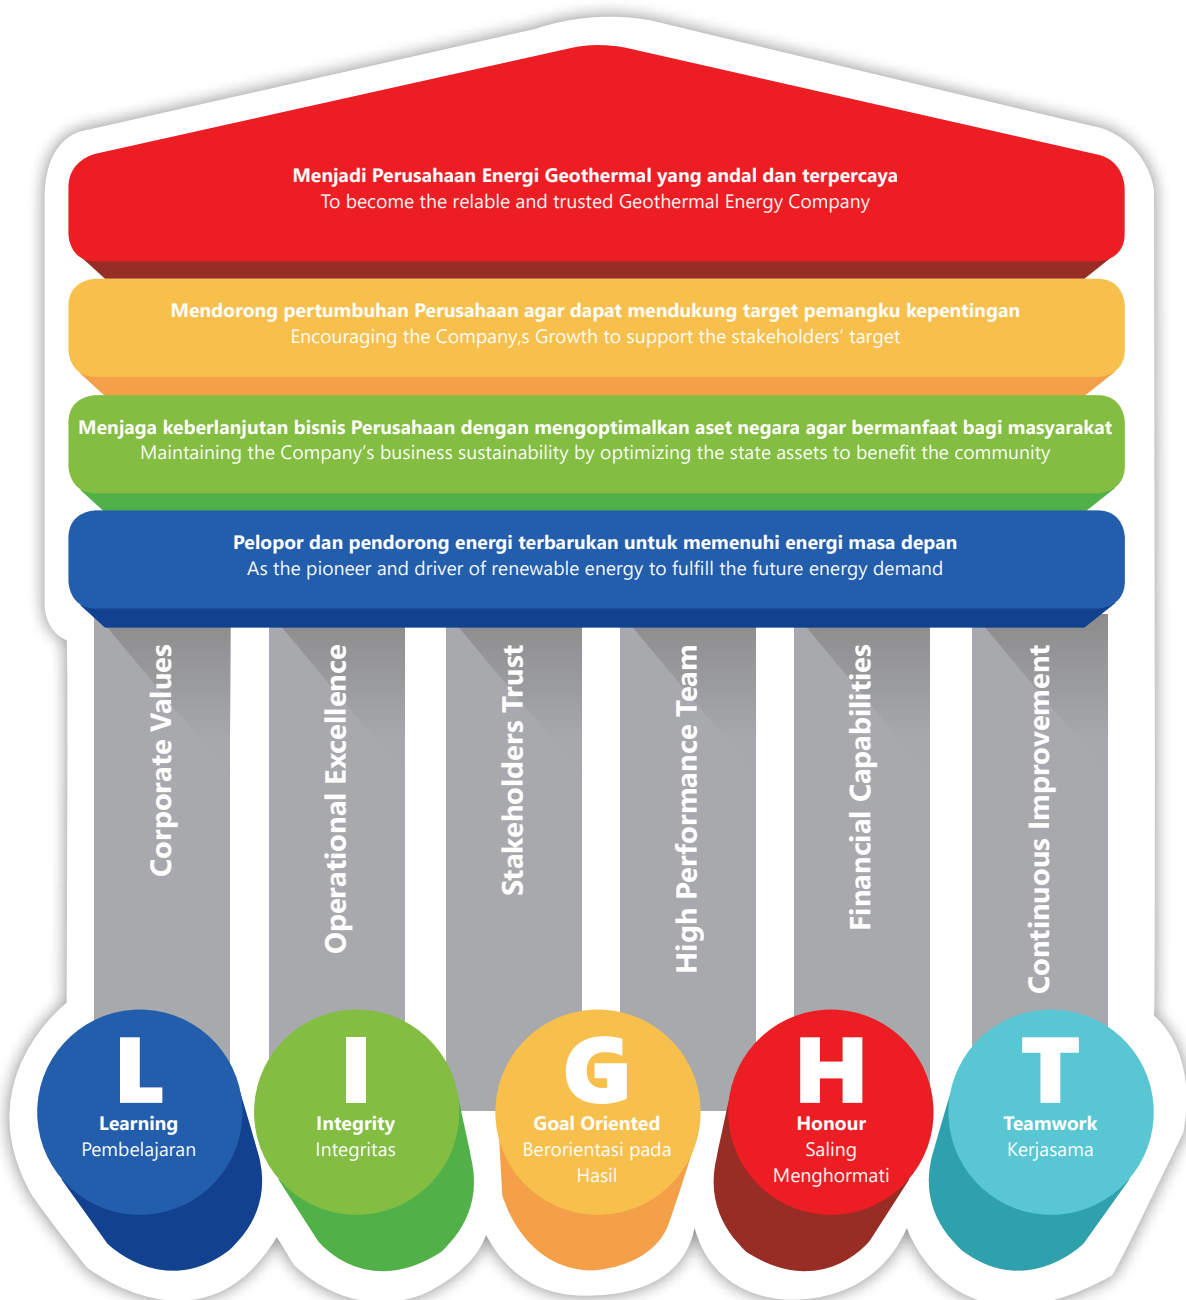 Menjadi Perusahaan Energi Geothermal yang andal dan terpercaya
To become the relable and trusted Geothermal Energy Company
Mendorong pertumbuhan Perusahaan agar dapat mendukung target pemangku kepentingan
Encouraging the Company,s Growth to support the stakeholders’ target
Menjaga keberlanjutan bisnis Perusahaan dengan mengoptimalkan aset negara agar bermanfaat bagi masyarakat
Maintaining the Company’s business sustainability by optimizing the state assets to benefit the community
Pelopor dan pendorong energi terbarukan untuk memenuhi energi masa depan
As the pioneer and driver of renewable energy to fulfill the future energy demand
Corporate Values
Operational Excellence
Stakeholders Trust
High Performance Team
Financial Capabilities
Continuous Improvement
L
Learning
Pembelajaran
I
Integrity
Integritas
G
Goal Oriented
Berorientasi pada
Hasil
H
Honour
Saling
Menghormati
T
Teamwork
Kerjasama